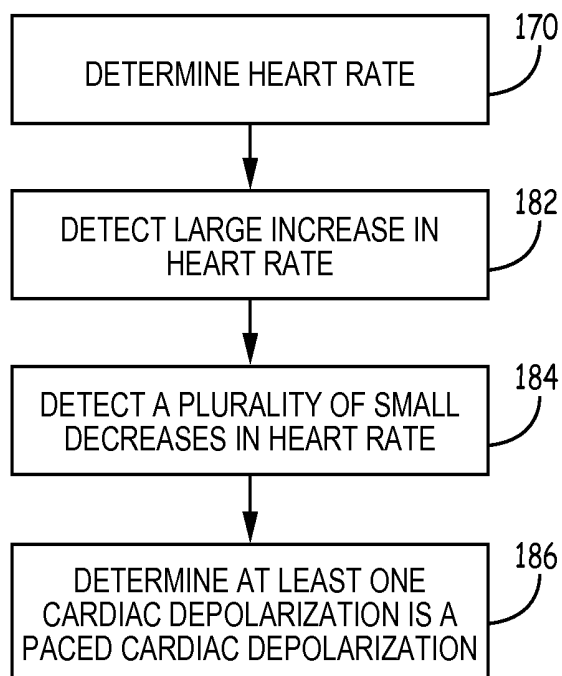 170
DETERMINE HEART RATE
182
DETECT LARGE INCREASE IN
HEART RATE
184
DETECT A PLURALITY OF SMALL
DECREASES IN HEART RATE
186
DETERMINE AT LEAST ONE
CARDIAC DEPOLARIZATION IS A
PACED CARDIAC DEPOLARIZATION